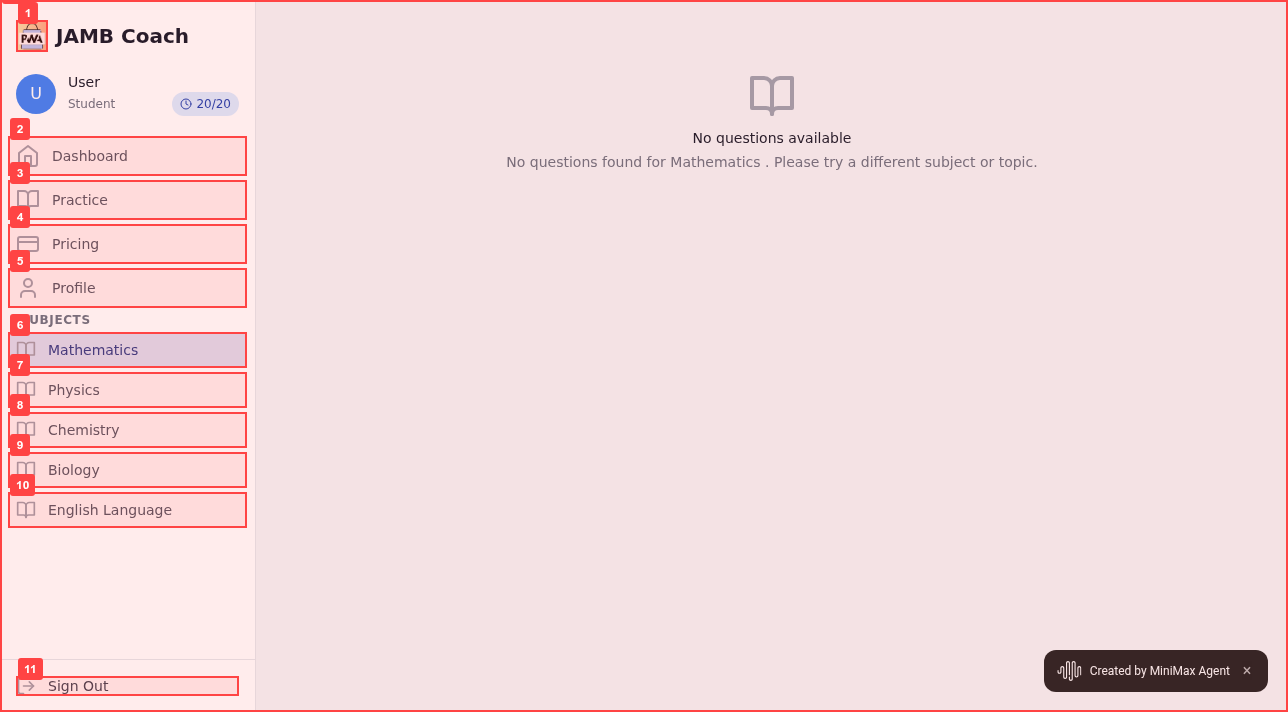 1
PWA
JAMB Coach
U
User
Student
20/20
2
Dashboard
3
Practice
4
Pricing
5
Profile
UBJECTS
6
Mathematics
7
Physics
8
Chemistry
9
Biology
10
English Language
11
Sign Out
No questions available
No questions found for Mathematics . Please try a different subject or topic.
Created by MiniMax Agent ×